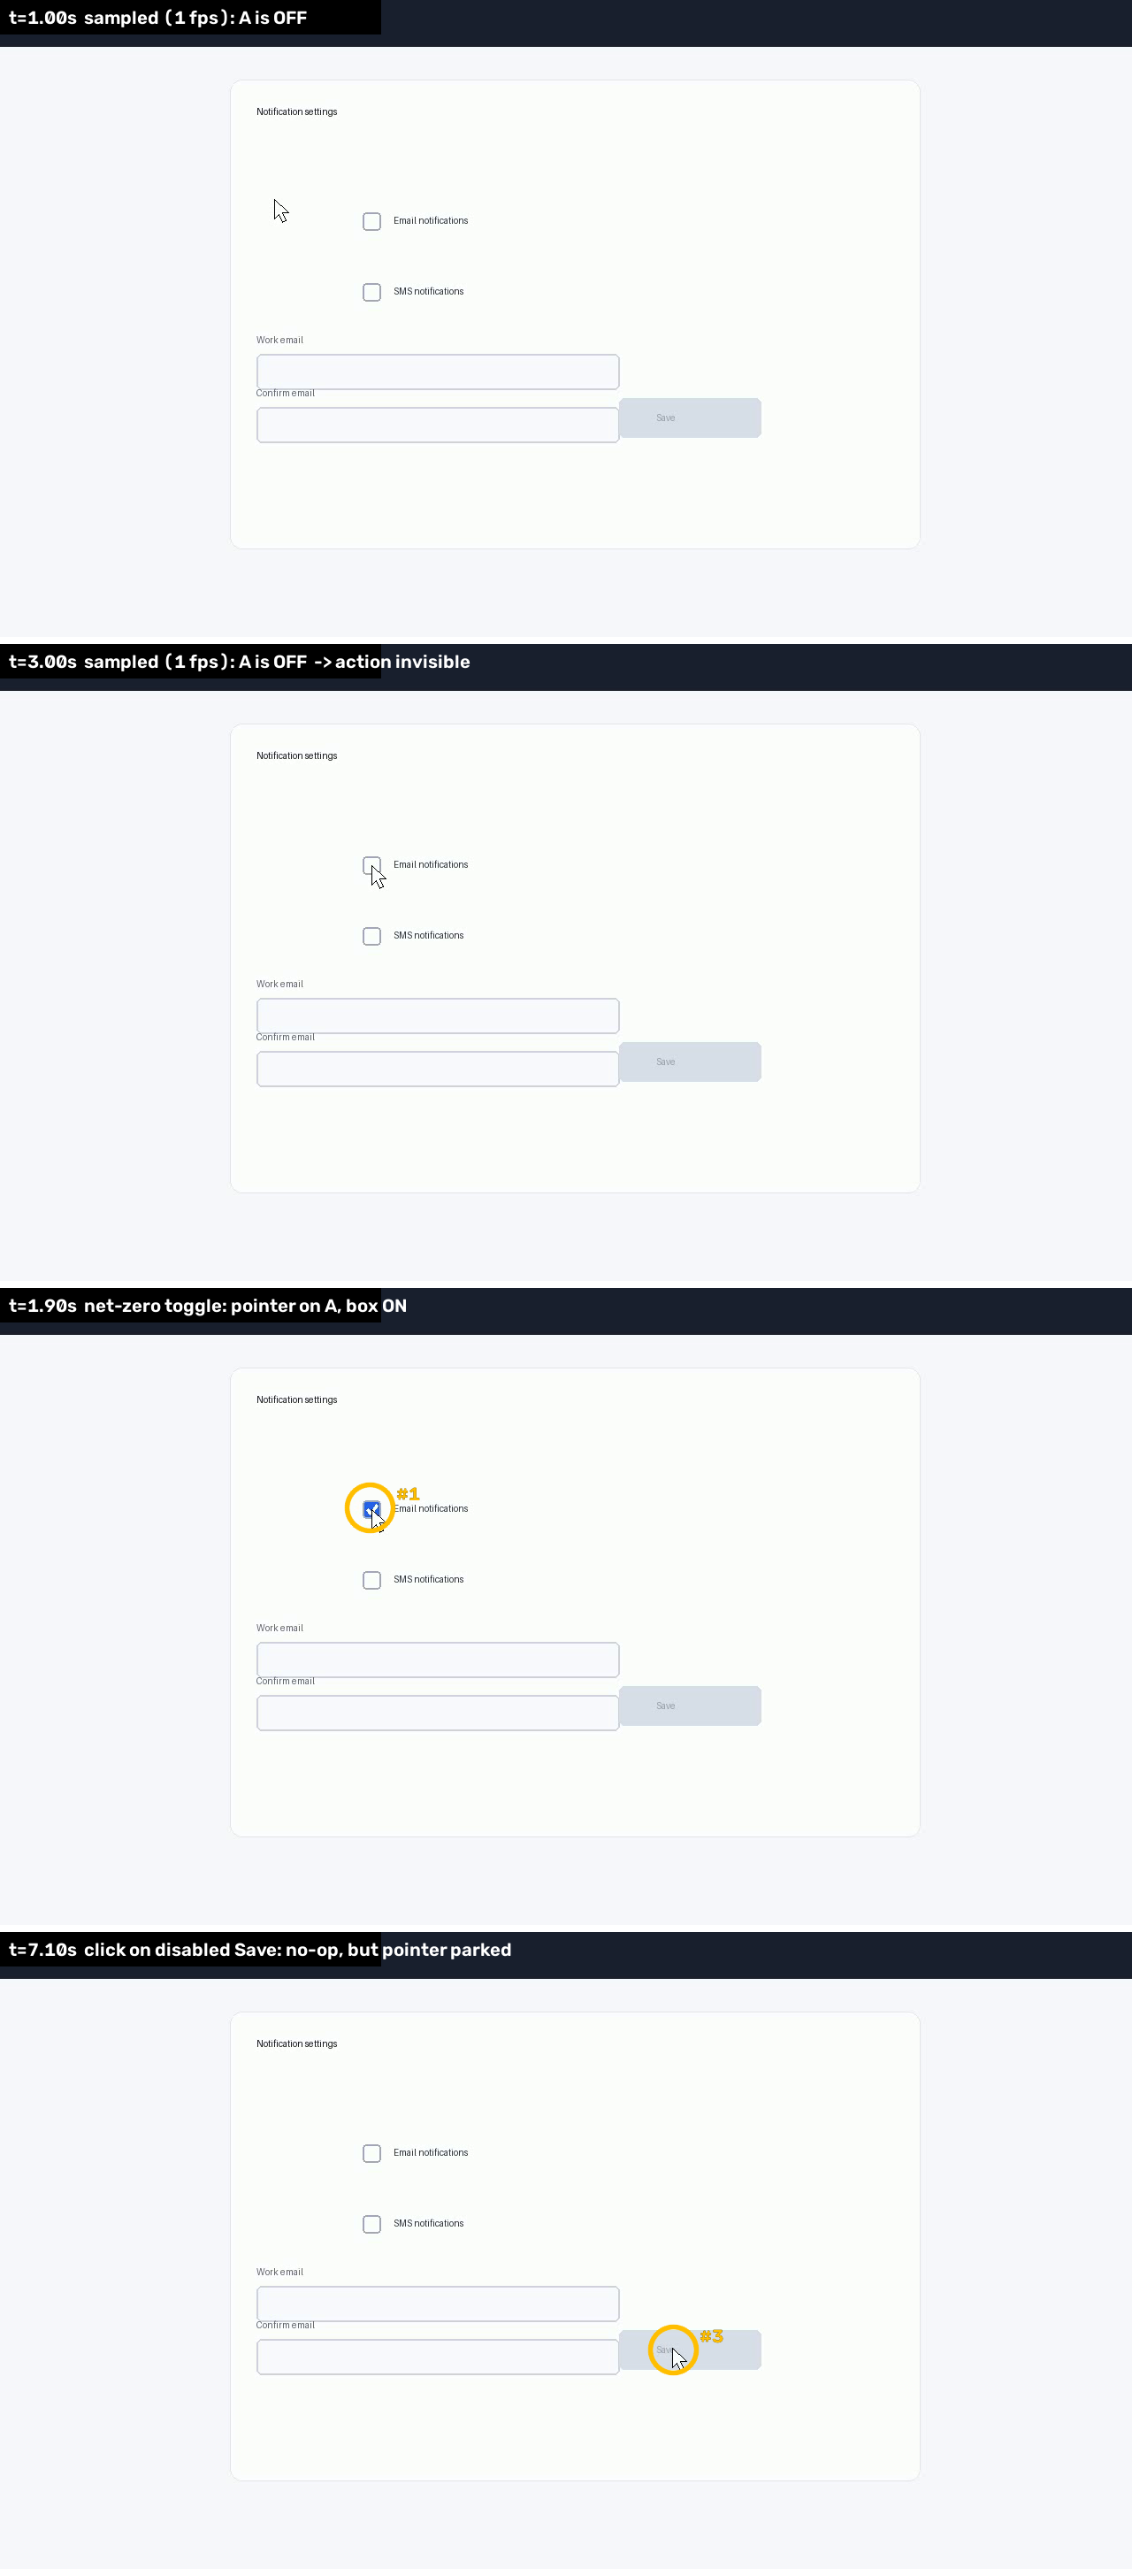 t=1.00s sampled (1 fps): A is OFF
Notification settings
Email notifications
SMS notifications
Work email
Confirm email
Save
t=3.00s sampled (1 fps): A is OFF -> action invisible
Notification settings
Email notifications
SMS notifications
Work email
Confirm email
Save
t=1.90s net-zero toggle: pointer on A, box ON
Notification settings
#1
Email notifications
SMS notifications
Work email
Confirm email
Save
t=7.10s click on disabled Save: no-op, but pointer parked
Notification settings
Email notifications
SMS notifications
Work email
Confirm email
Save #3